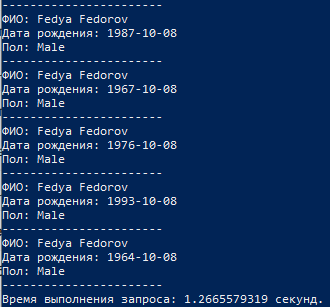 ------------------------
ФИО: Fedya Fedorov
Дата рождения: 1987-10-08
Пол: Male
------------------------
ФИО: Fedya Fedorov
Дата рождения: 1967-10-08
Пол: Male
------------------------
ФИО: Fedya Fedorov
Дата рождения: 1976-10-08
Пол: Male
------------------------
ФИО: Fedya Fedorov
Дата рождения: 1993-10-08
Пол: Male
------------------------
ФИО: Fedya Fedorov
Дата рождения: 1964-10-08
Пол: Male
------------------------
Время выполнения запроса: 1.2665579319 секунд.